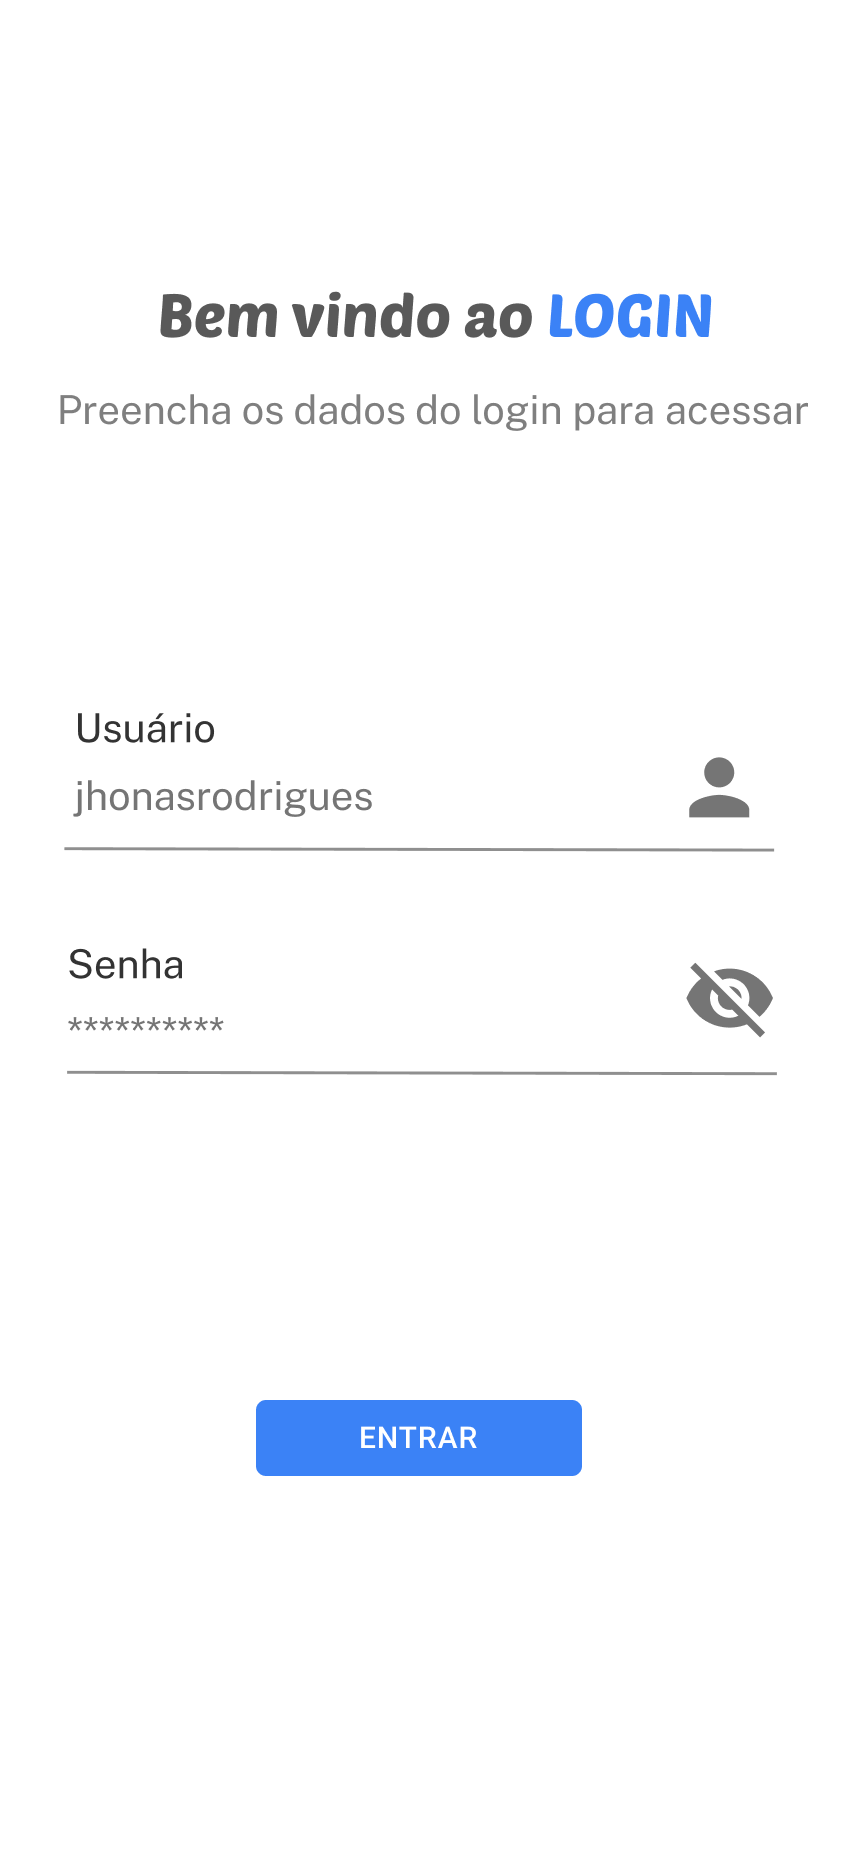 Bem vindo ao LOGIN
Preencha os dados do login para acessar
Usuário
jhonasrodrigues
Senha
**********
ENTRAR